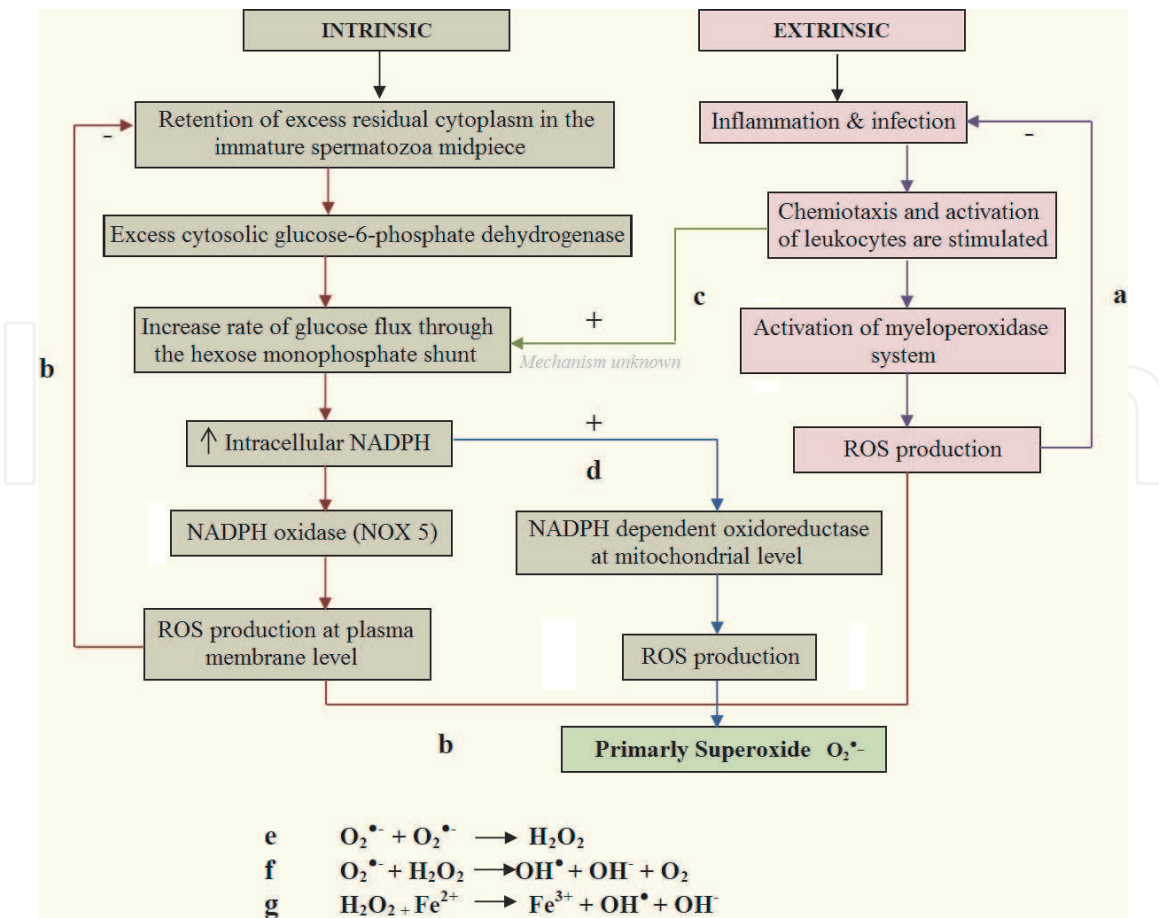 INTRINSIC
EXTRINSIC
Retention of excess residual cytoplasm in the
immature spermatozoa midpiece
-
Inflammation & infection
-
Excess cytosolic glucose-6-phosphate dehydrogenase
Chemiotaxis and activation
of leukocytes are stimulated
c
a
Increase rate of glucose flux through
the hexose monophosphate shunt
+
Mechanism unknown
Activation of myeloperoxidase
system
b
↑ Intracellular NADPH
+
d
ROS production
NADPH oxidase (NOX 5)
NADPH dependent oxidoreductase
at mitochondrial level
ROS production at plasma
membrane level
ROS production
b
Primarly Superoxide O₂•-
e O₂•- + O₂•- → H₂O₂
f O₂•- + H₂O₂ → OH• + OH- + O₂
g H₂O₂ + Fe²⁺ → Fe³⁺ + OH• + OH-